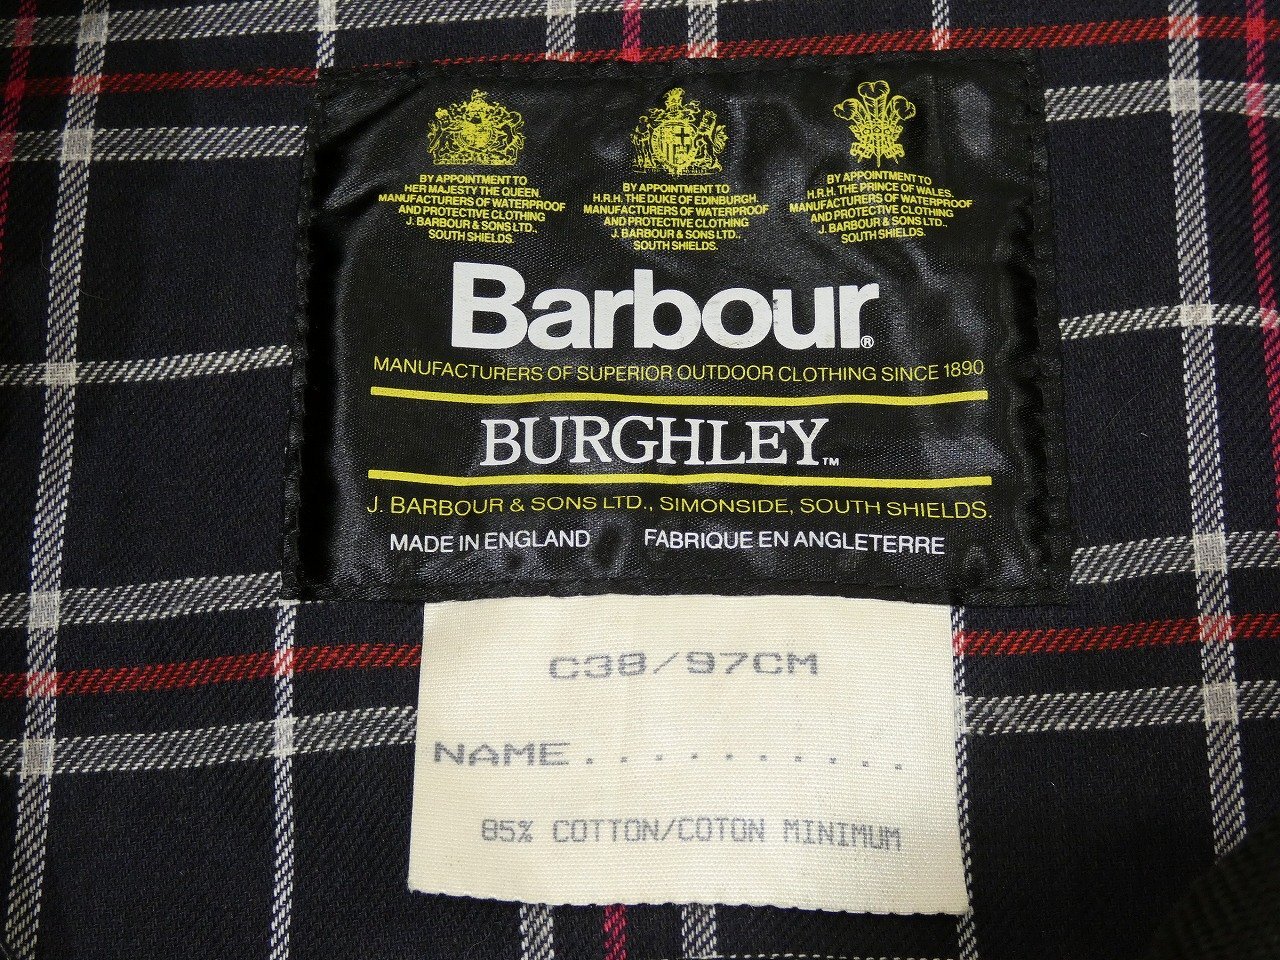 BY APPOINTMENT TO
HER MAJESTY THE QUEEN.
MANUFACTURERS OF WATERPROOF
AND PROTECTIVE CLOTHING
J. BARBOUR & SONS LTD.,
SOUTH SHIELDS.
BY APPOINTMENT TO
H.R.H. THE DUKE OF EDINBURGH.
MANUFACTURERS OF WATERPROOF
AND PROTECTIVE CLOTHING
J. BARBOUR & SONS LTD.,
SOUTH SHIELDS.
BY APPOINTMENT TO
H.R.H. THE PRINCE OF WALES.
MANUFACTURERS OF WATERPROOF
AND PROTECTIVE CLOTHING
J. BARBOUR & SONS LTD.,
SOUTH SHIELDS.
Barbour®
MANUFACTURERS OF SUPERIOR OUTDOOR CLOTHING SINCE 1890
BURGHLEY™
J. BARBOUR & SONS LTD., SIMONSIDE, SOUTH SHIELDS.
MADE IN ENGLAND FABRIQUE EN ANGLETERRE
C38/97CM
NAME..........
85% COTTON/COTON MINIMUM